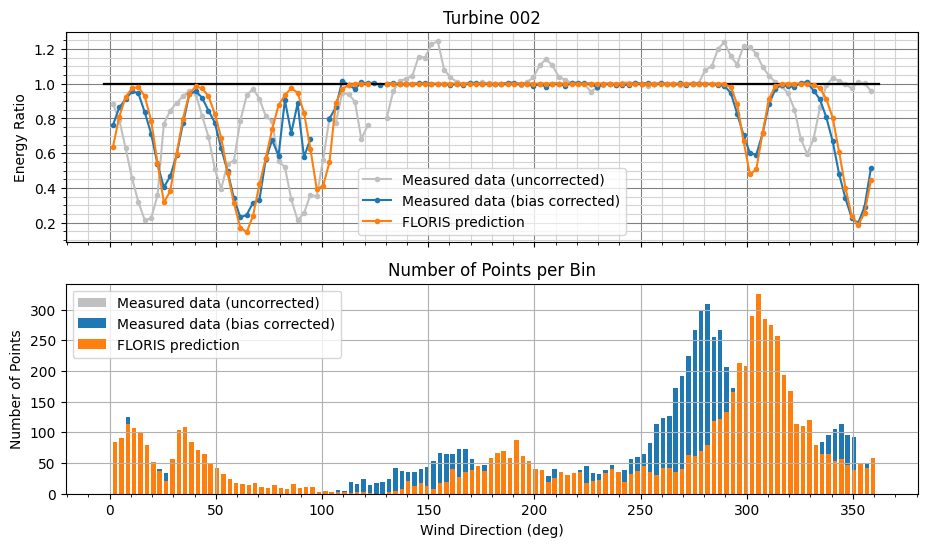 Turbine 002
Energy Ratio
1.2
1.0
0.8
0.6
0.4
0.2
Measured data (uncorrected)
Measured data (bias corrected)
FLORIS prediction
Number of Points per Bin
Number of Points
300
250
200
150
100
50
0
Measured data (uncorrected)
Measured data (bias corrected)
FLORIS prediction
0 50 100 150 200 250 300 350
Wind Direction (deg)